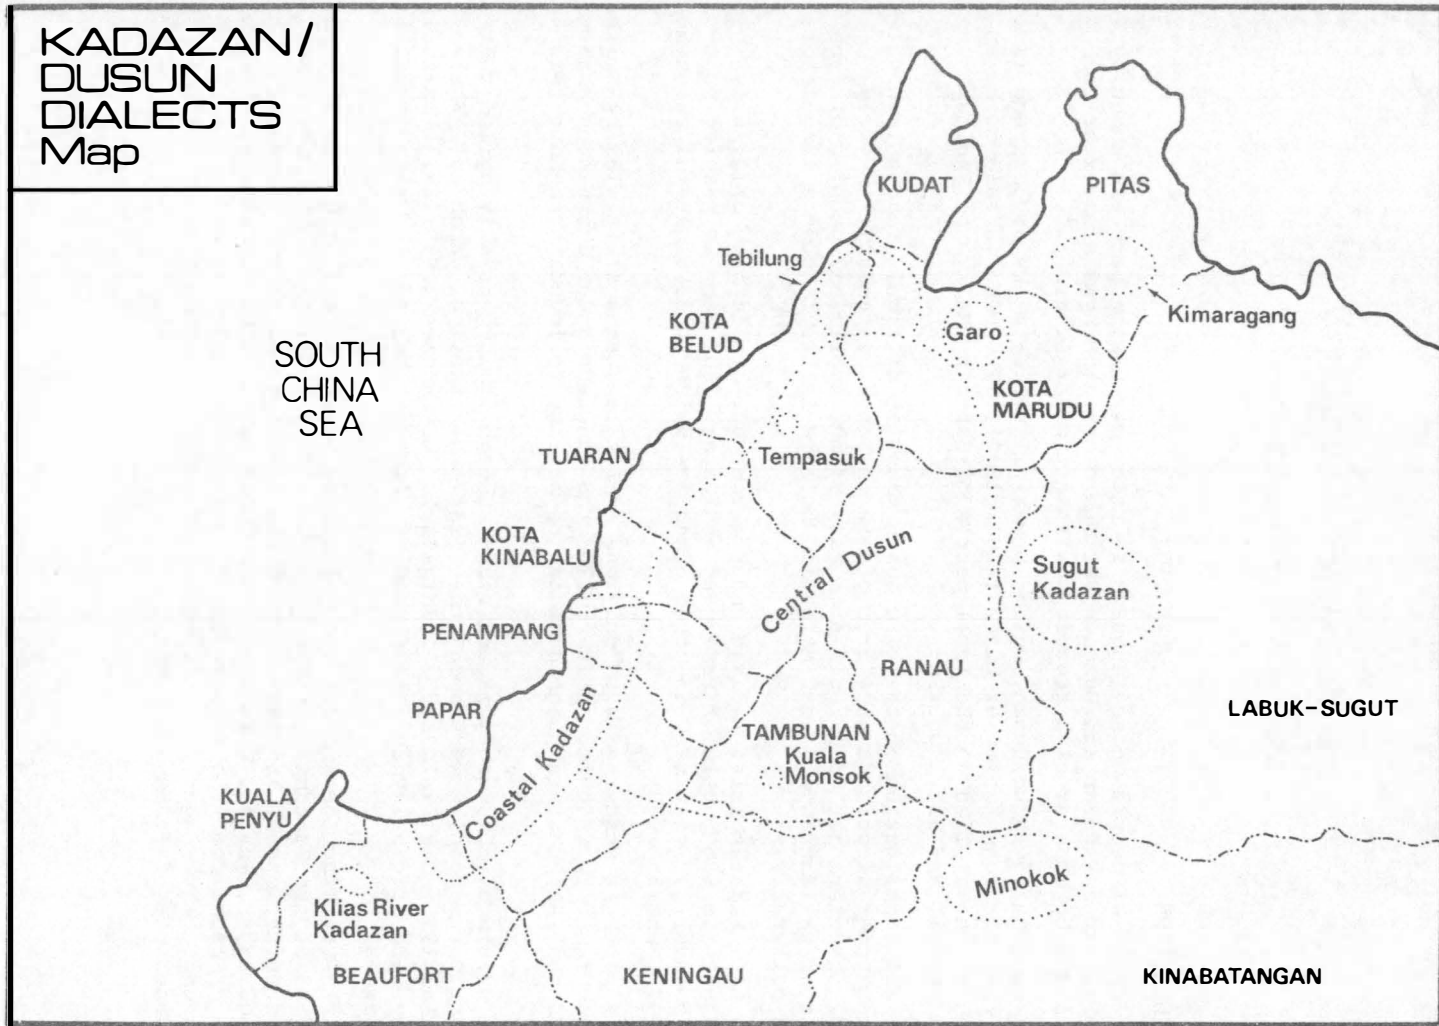 KADAZAN/
DUSUN
DIALECTS
Map
KUDAT
PITAS
Tebilung
Kimaragang
KOTA
BELUD
Garo
SOUTH
CHINA
SEA
KOTA
MARUDU
TUARAN
Tempasuk
KOTA
KINABALU
Central Dusun
Sugut
Kadazan
PENAMPANG
RANAU
PAPAR
Coastal Kadazan
LABUK-SUGUT
TAMBUNAN
Kuala
Monsok
KUALA
PENYU
Minokok
Klias River
Kadazan
BEAUFORT
KENINGAU
KINABATANGAN